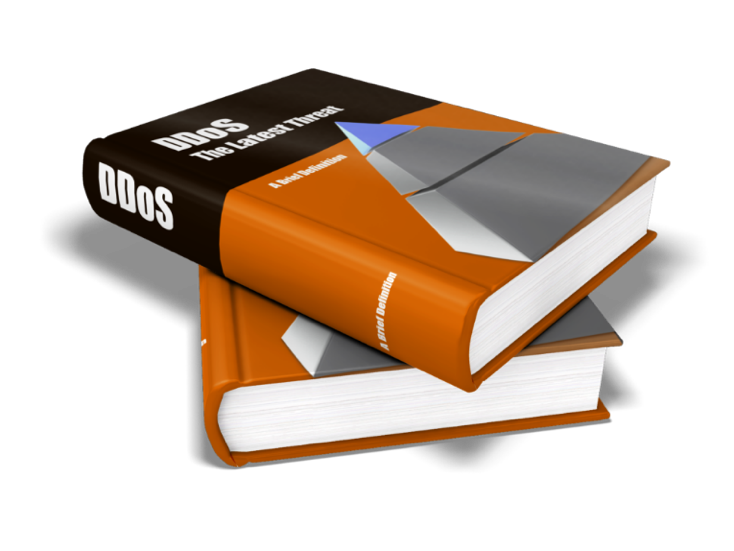 DDoS
The Latest Threat
A Brief Definition
DDoS
A Brief Definition